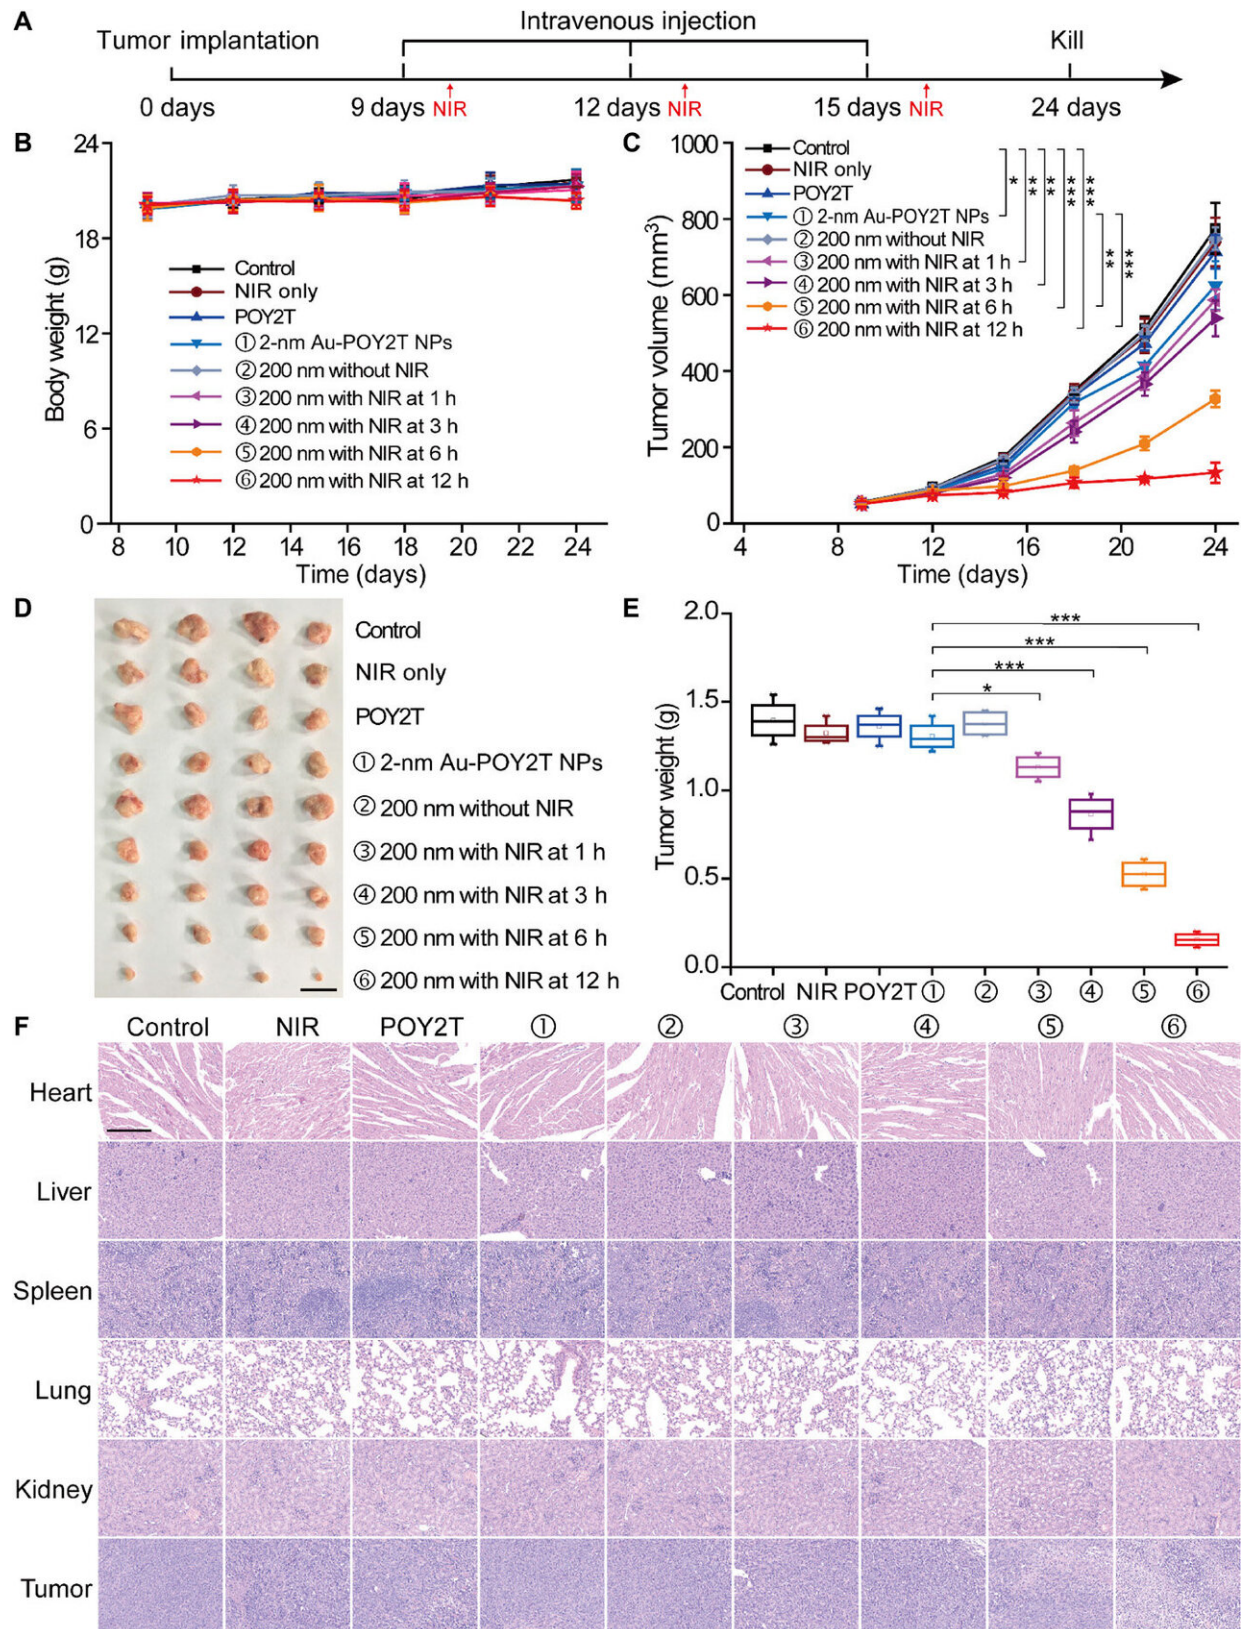 A
Intravenous injection
Tumor implantation
Kill
0 days
9 days
NIR
12 days
NIR
15 days
NIR
24 days
B
Body weight (g)
24
18
12
6
0
Control
NIR only
POY2T
① 2-nm Au-POY2T NPs
② 200 nm without NIR
③ 200 nm with NIR at 1 h
④ 200 nm with NIR at 3 h
⑤ 200 nm with NIR at 6 h
⑥ 200 nm with NIR at 12 h
8 10 12 14 16 18 20 22 24
Time (days)
C
Tumor volume (mm³)
1000
800
600
400
200
0
Control
NIR only
POY2T
① 2-nm Au-POY2T NPs
② 200 nm without NIR
③ 200 nm with NIR at 1 h
④ 200 nm with NIR at 3 h
⑤ 200 nm with NIR at 6 h
⑥ 200 nm with NIR at 12 h
*
**
**
***
***
**
***
4 8 12 16 20 24
Time (days)
D
Control
NIR only
POY2T
① 2-nm Au-POY2T NPs
② 200 nm without NIR
③ 200 nm with NIR at 1 h
④ 200 nm with NIR at 3 h
⑤ 200 nm with NIR at 6 h
⑥ 200 nm with NIR at 12 h
E
Tumor weight (g)
2.0
1.5
1.0
0.5
0.0
***
***
***
*
Control NIR POY2T ① ② ③ ④ ⑤ ⑥
F
Control NIR POY2T ① ② ③ ④ ⑤ ⑥
Heart
Liver
Spleen
Lung
Kidney
Tumor